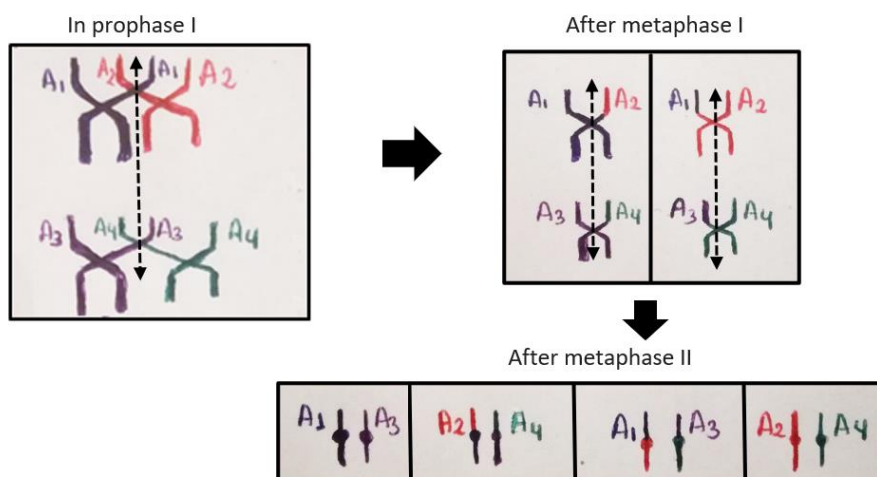 In prophase I
After metaphase I
A1 A2 A1 A2
A3 A4 A3 A4
A1 A2
A3 A4
A1 A2
A3 A4
After metaphase II
A1 A3
A2 A4
A1 A3
A2 A4